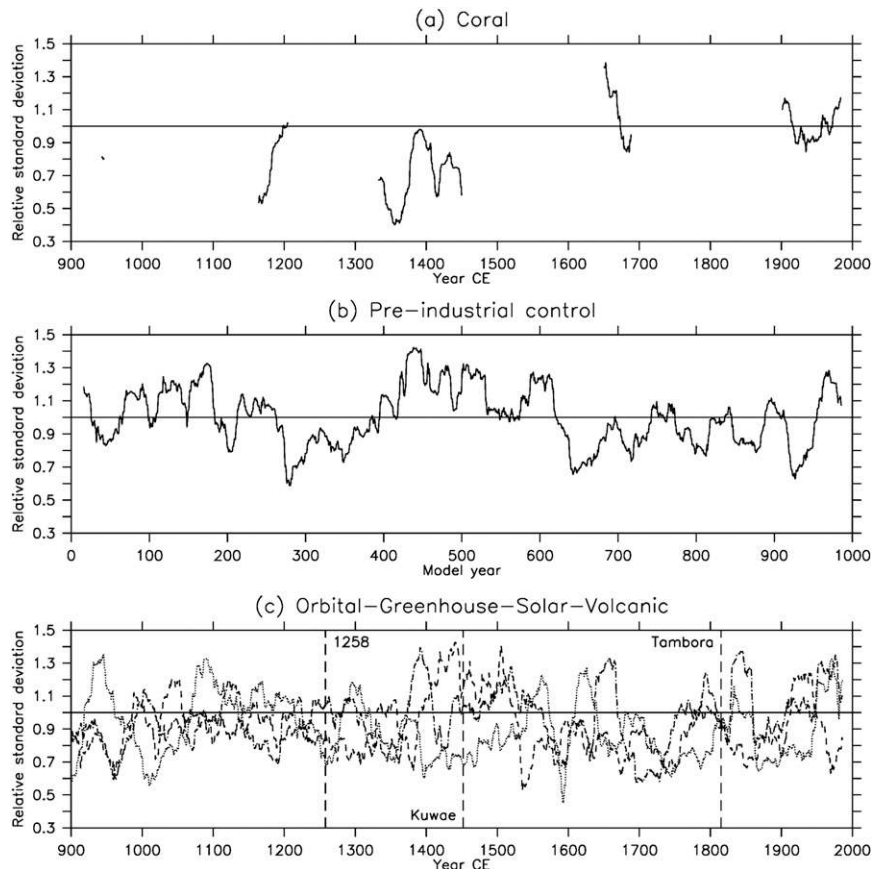 (a) Coral
Relative standard deviation
1.5
1.3
1.1
0.9
0.7
0.5
0.3
900 1000 1100 1200 1300 1400 1500 1600 1700 1800 1900 2000
Year CE
(b) Pre-industrial control
Relative standard deviation
1.5
1.3
1.1
0.9
0.7
0.5
0.3
0 100 200 300 400 500 600 700 800 900 1000
Model year
(c) Orbital-Greenhouse-Solar-Volcanic
Relative standard deviation
1.5
1.3
1.1
0.9
0.7
0.5
0.3
1258
Tambora
Kuwae
900 1000 1100 1200 1300 1400 1500 1600 1700 1800 1900 2000
Year CE